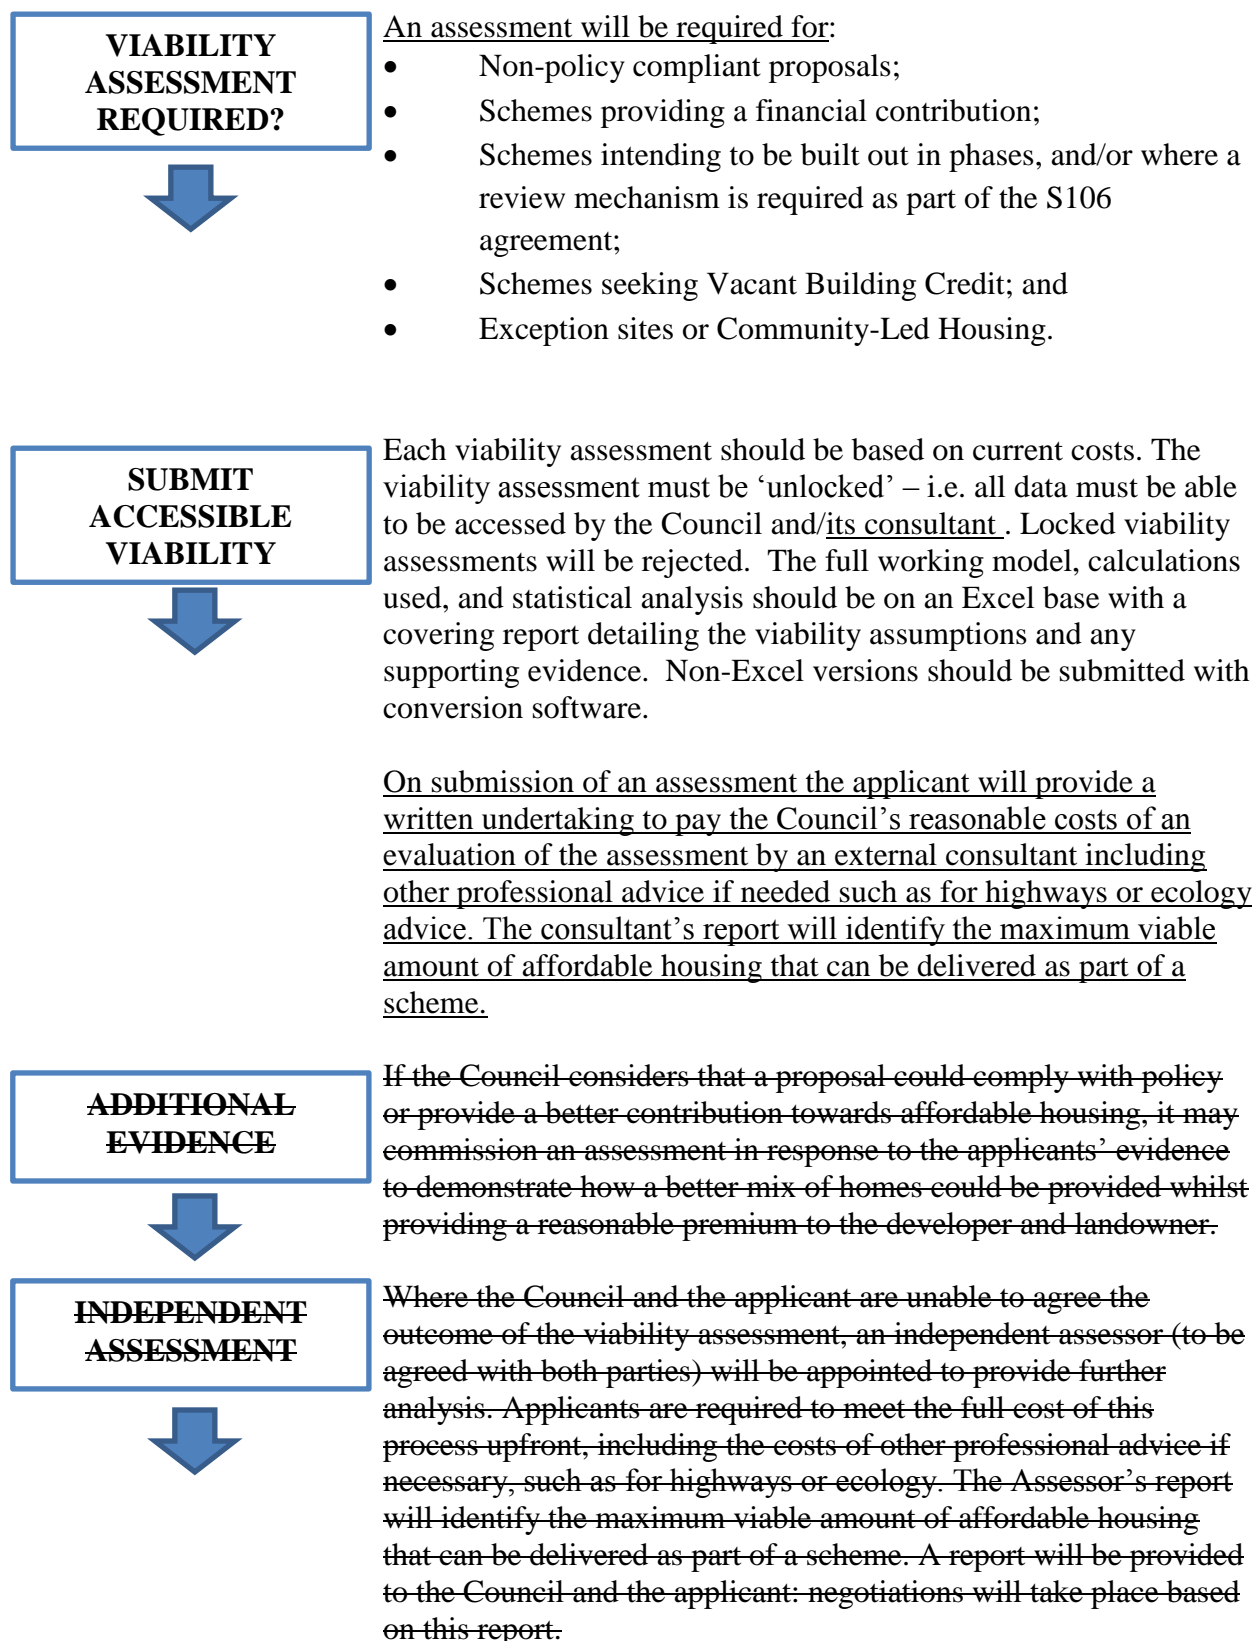 VIABILITY
ASSESSMENT
REQUIRED?
An assessment will be required for:
• Non-policy compliant proposals;
• Schemes providing a financial contribution;
• Schemes intending to be built out in phases, and/or where a
review mechanism is required as part of the S106
agreement;
• Schemes seeking Vacant Building Credit; and
• Exception sites or Community-Led Housing.
SUBMIT
ACCESSIBLE
VIABILITY
Each viability assessment should be based on current costs. The
viability assessment must be ‘unlocked’ – i.e. all data must be able
to be accessed by the Council and/its consultant . Locked viability
assessments will be rejected.  The full working model, calculations
used, and statistical analysis should be on an Excel base with a
covering report detailing the viability assumptions and any
supporting evidence.  Non-Excel versions should be submitted with
conversion software.
On submission of an assessment the applicant will provide a
written undertaking to pay the Council’s reasonable costs of an
evaluation of the assessment by an external consultant including
other professional advice if needed such as for highways or ecology
advice. The consultant’s report will identify the maximum viable
amount of affordable housing that can be delivered as part of a
scheme.
ADDITIONAL
EVIDENCE
If the Council considers that a proposal could comply with policy
or provide a better contribution towards affordable housing, it may
commission an assessment in response to the applicants’ evidence
to demonstrate how a better mix of homes could be provided whilst
providing a reasonable premium to the developer and landowner.
INDEPENDENT
ASSESSMENT
Where the Council and the applicant are unable to agree the
outcome of the viability assessment, an independent assessor (to be
agreed with both parties) will be appointed to provide further
analysis. Applicants are required to meet the full cost of this
process upfront, including the costs of other professional advice if
necessary, such as for highways or ecology. The Assessor’s report
will identify the maximum viable amount of affordable housing
that can be delivered as part of a scheme. A report will be provided
to the Council and the applicant: negotiations will take place based
on this report.